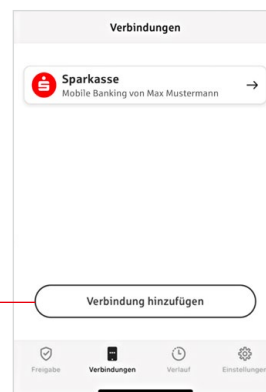 Verbindungen
Sparkasse
Mobile Banking von Max Mustermann
Verbindung hinzufügen
Freigabe Verbindungen Verlauf Einstellungen